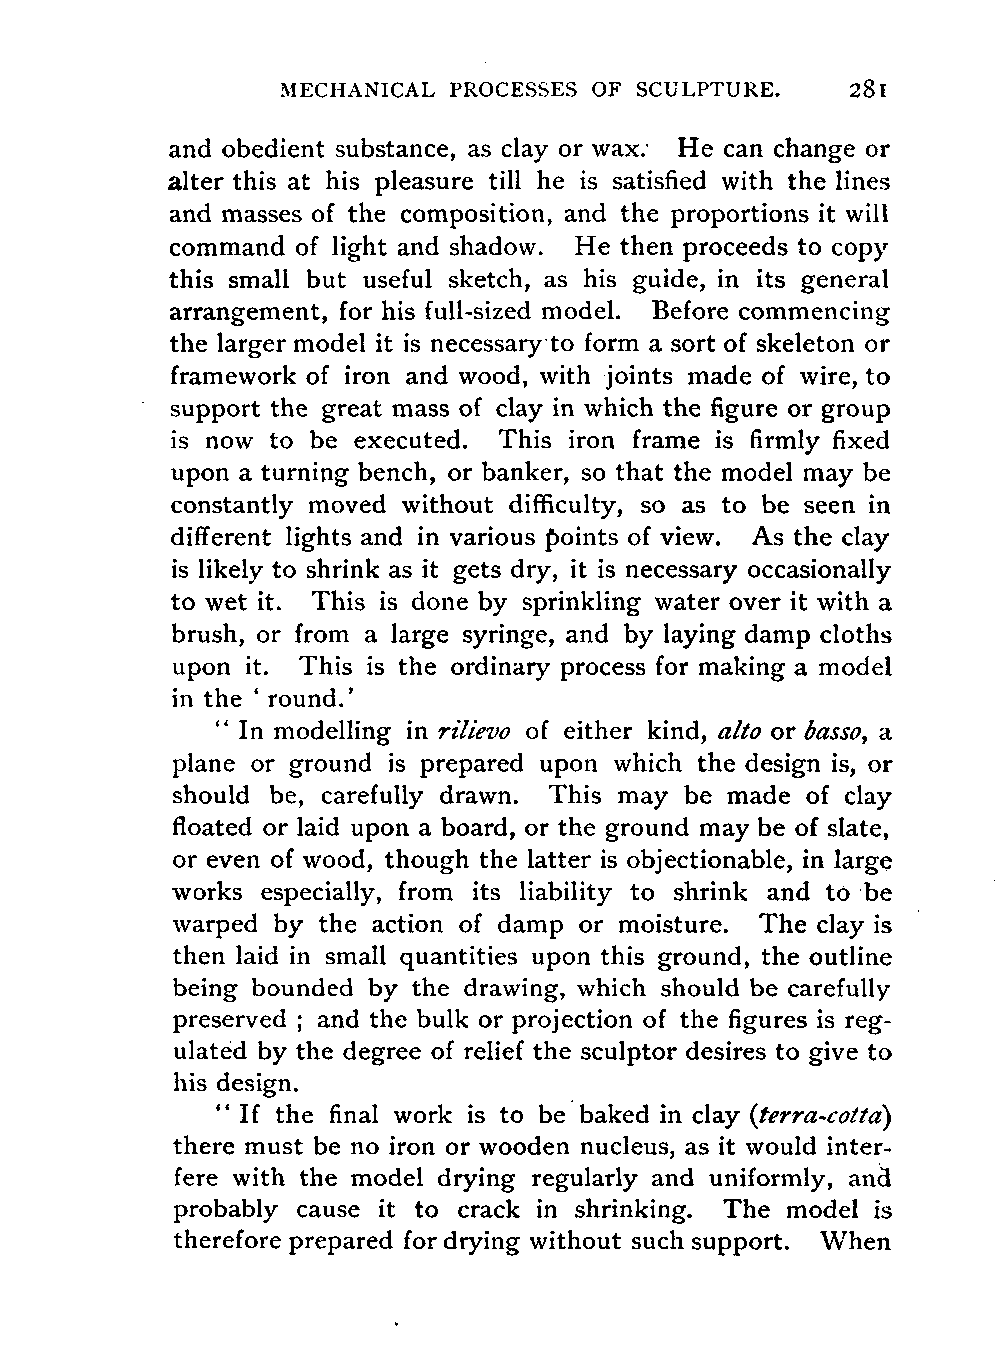 MECHANICAL PROCESSES OF SCULPTURE. 281
and obedient substance, as clay or wax. He can change or
alter this at his pleasure till he is satisfied with the lines
and masses of the composition, and the proportions it will
command of light and shadow. He then proceeds to copy
this small but useful sketch, as his guide, in its general
arrangement, for his full-sized model. Before commencing
the larger model it is necessary to form a sort of skeleton or
framework of iron and wood, with joints made of wire, to
support the great mass of clay in which the figure or group
is now to be executed. This iron frame is firmly fixed
upon a turning bench, or banker, so that the model may be
constantly moved without difficulty, so as to be seen in
different lights and in various points of view. As the clay
is likely to shrink as it gets dry, it is necessary occasionally
to wet it. This is done by sprinkling water over it with a
brush, or from a large syringe, and by laying damp cloths
upon it. This is the ordinary process for making a model
in the ‘ round.’
“ In modelling in rilievo of either kind, alto or basso, a
plane or ground is prepared upon which the design is, or
should be, carefully drawn. This may be made of clay
floated or laid upon a board, or the ground may be of slate,
or even of wood, though the latter is objectionable, in large
works especially, from its liability to shrink and to be
warped by the action of damp or moisture. The clay is
then laid in small quantities upon this ground, the outline
being bounded by the drawing, which should be carefully
preserved ; and the bulk or projection of the figures is reg-
ulated by the degree of relief the sculptor desires to give to
his design.
“ If the final work is to be baked in clay (terra-cotta)
there must be no iron or wooden nucleus, as it would inter-
fere with the model drying regularly and uniformly, and
probably cause it to crack in shrinking. The model is
therefore prepared for drying without such support. When